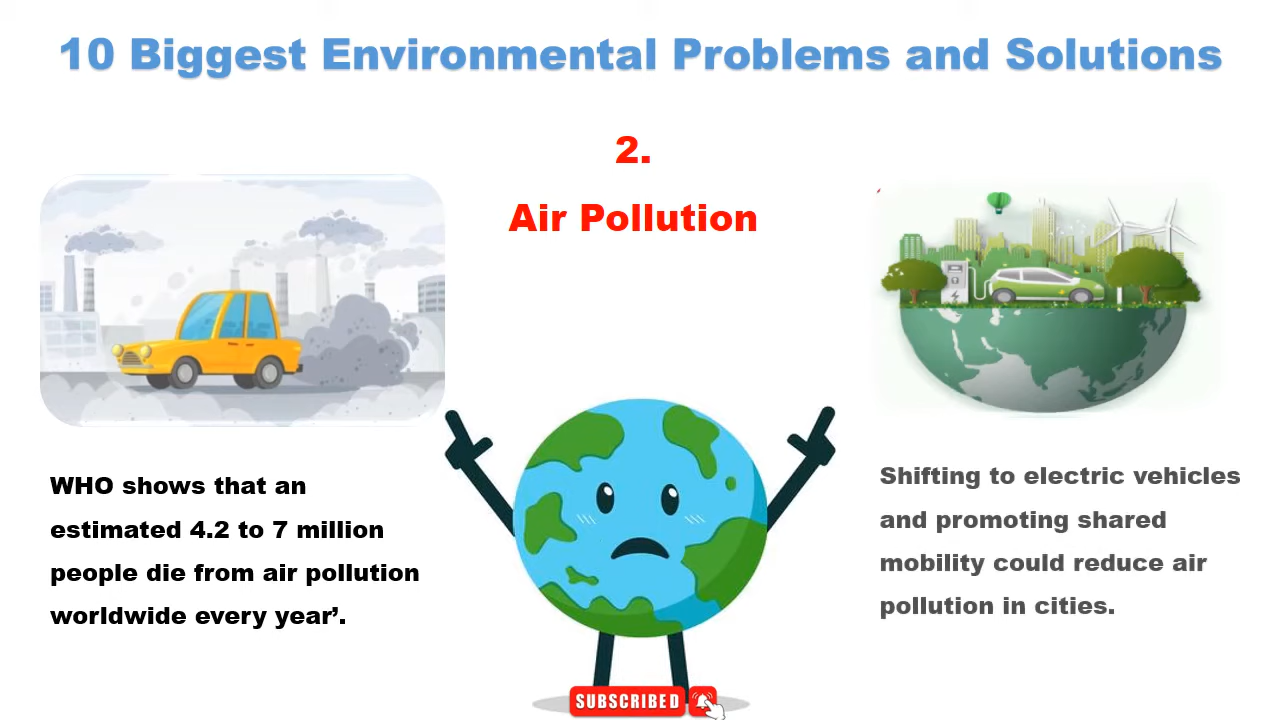 10 Biggest Environmental Problems and Solutions
2.
Air Pollution
WHO shows that an
estimated 4.2 to 7 million
people die from air pollution
worldwide every year’.
Shifting to electric vehicles
and promoting shared
mobility could reduce air
pollution in cities.
SUBSCRIBED